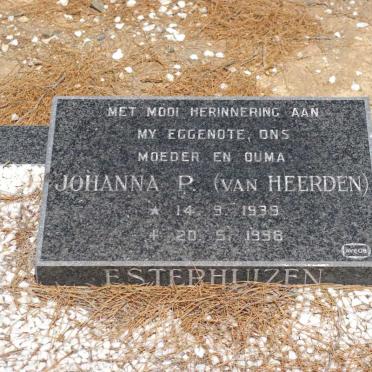 MET MOOI HERINNERING AAN
MY EGGENOTE, ONS
MOEDER EN OUMA
JOHANNA P. (VAN HEERDEN)
★ 14. 9. 1939
+ 20. 5. 1998
ESTERHUIZEN